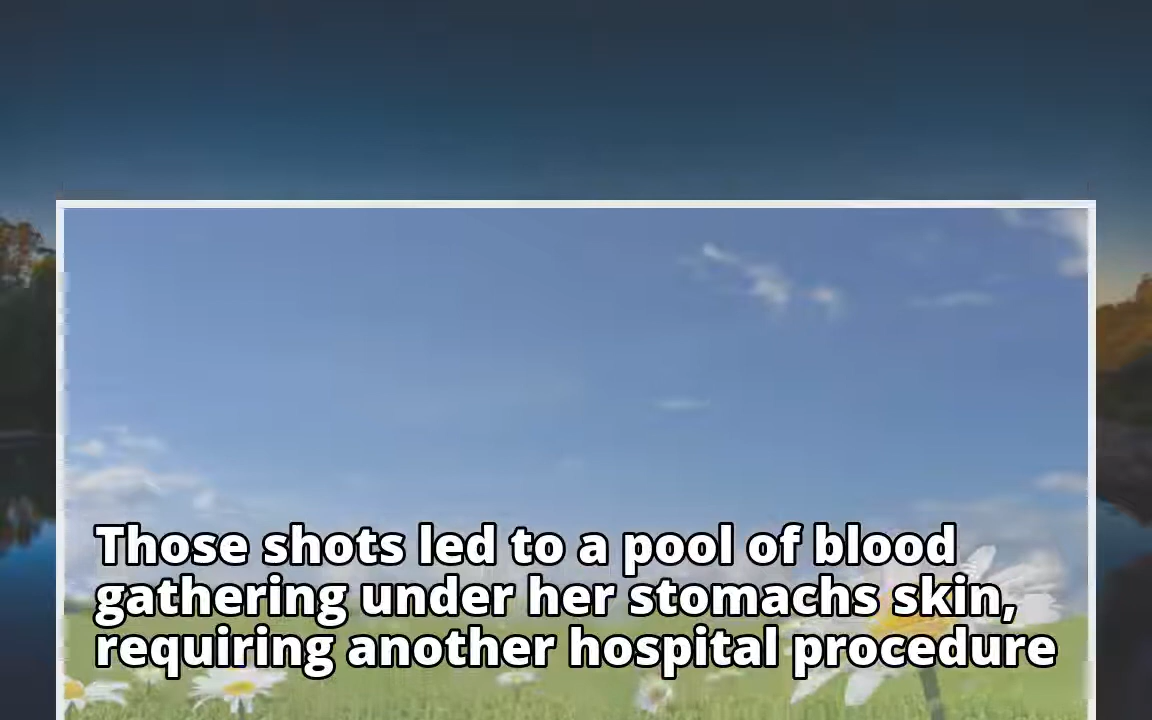 Those shots led to a pool of blood
gathering under her stomachs skin,
requiring another hospital procedure